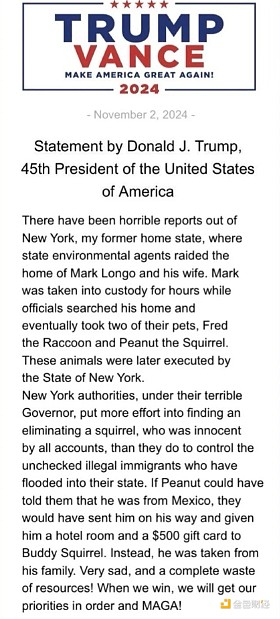 TRUMP
VANCE
MAKE AMERICA GREAT AGAIN!
2024
- November 2, 2024 -
Statement by Donald J. Trump,
45th President of the United States
of America
There have been horrible reports out of
New York, my former home state, where
state environmental agents raided the
home of Mark Longo and his wife. Mark
was taken into custody for hours while
officials searched his home and
eventually took two of their pets, Fred
the Raccoon and Peanut the Squirrel.
These animals were later executed by
the State of New York.
New York authorities, under their terrible
Governor, put more effort into finding an
eliminating a squirrel, who was innocent
by all accounts, than they do to control the
unchecked illegal immigrants who have
flooded into their state. If Peanut could have
told them that he was from Mexico, they
would have sent him on his way and given
him a hotel room and a $500 gift card to
Buddy Squirrel. Instead, he was taken from
his family. Very sad, and a complete waste
of resources! When we win, we will get our
priorities in order and MAGA!
金色财经